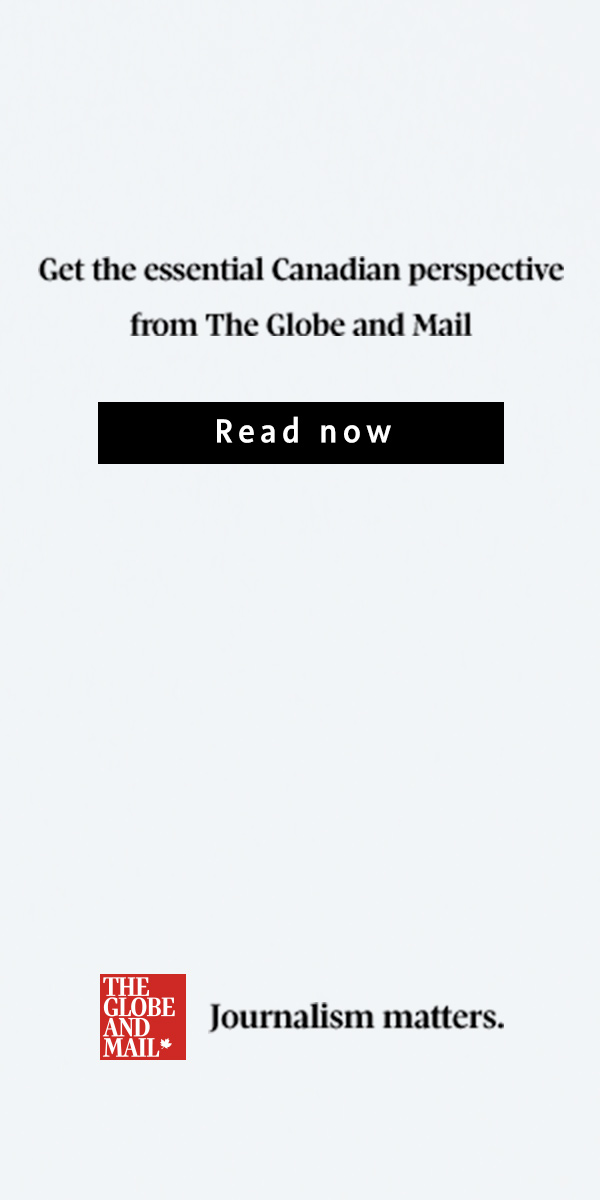 Get the essential Canadian perspective
from The Globe and Mail
Read now
THE
GLOBE
AND
MAIL
Journalism matters.